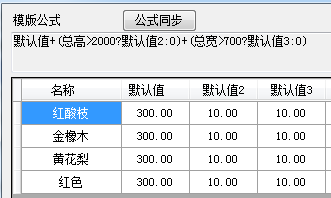 模版公式 公式同步
默认值+(总高>2000?默认值2:0)+(总宽>700?默认值3:0)
名称 默认值 默认值2 默认值3
红酸枝 300.00 10.00 10.00
金橡木 300.00 10.00 10.00
黄花梨 300.00 10.00 10.00
红色 300.00 10.00 10.00